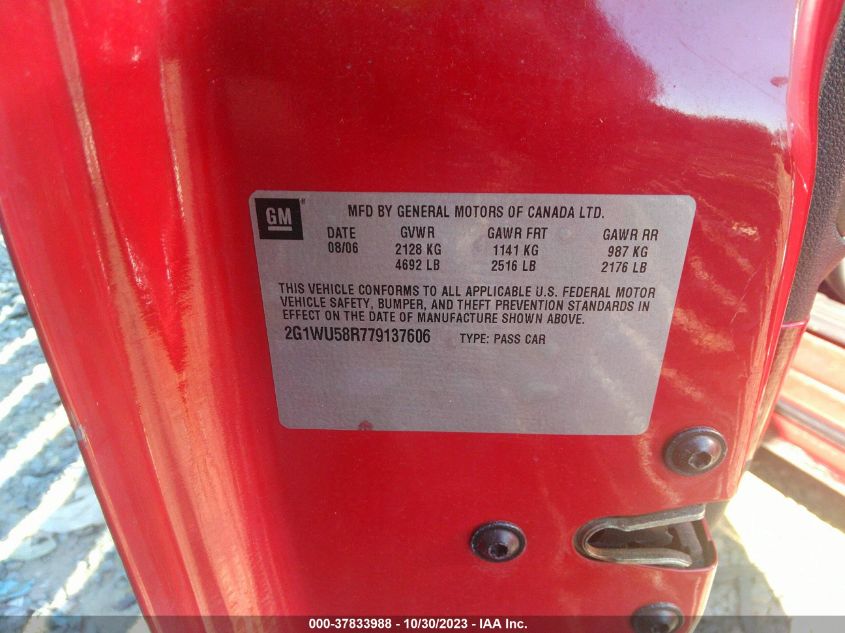 GM
MFD BY GENERAL MOTORS OF CANADA LTD.
DATE GVWR GAWR FRT GAWR RR
08/06 2128 KG 1141 KG 987 KG
4692 LB 2516 LB 2176 LB
THIS VEHICLE CONFORMS TO ALL APPLICABLE U.S. FEDERAL MOTOR
VEHICLE SAFETY, BUMPER, AND THEFT PREVENTION STANDARDS IN
EFFECT ON THE DATE OF MANUFACTURE SHOWN ABOVE.
2G1WU58R779137606 TYPE: PASS CAR
000-37833988 - 10/30/2023 - IAA Inc.